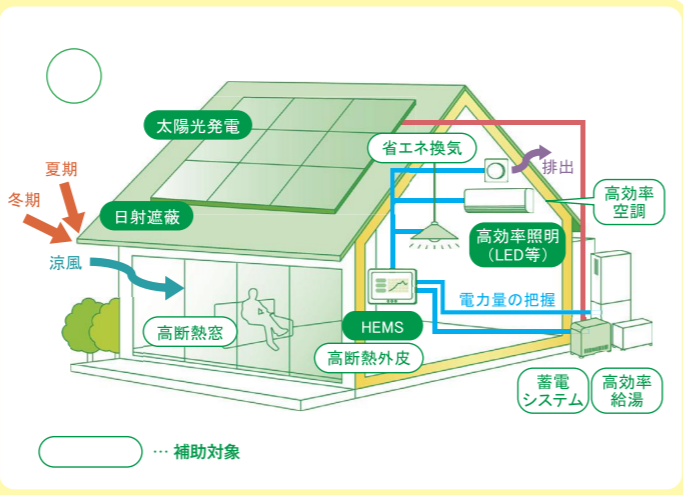 太陽光発電
省エネ換気
排出
夏期
冬期
日射遮蔽
高効率
空調
高効率照明
（LED等）
涼風
電力量の把握
高断熱窓
HEMS
高断熱外皮
蓄電
システム
高効率
給湯
… 補助対象